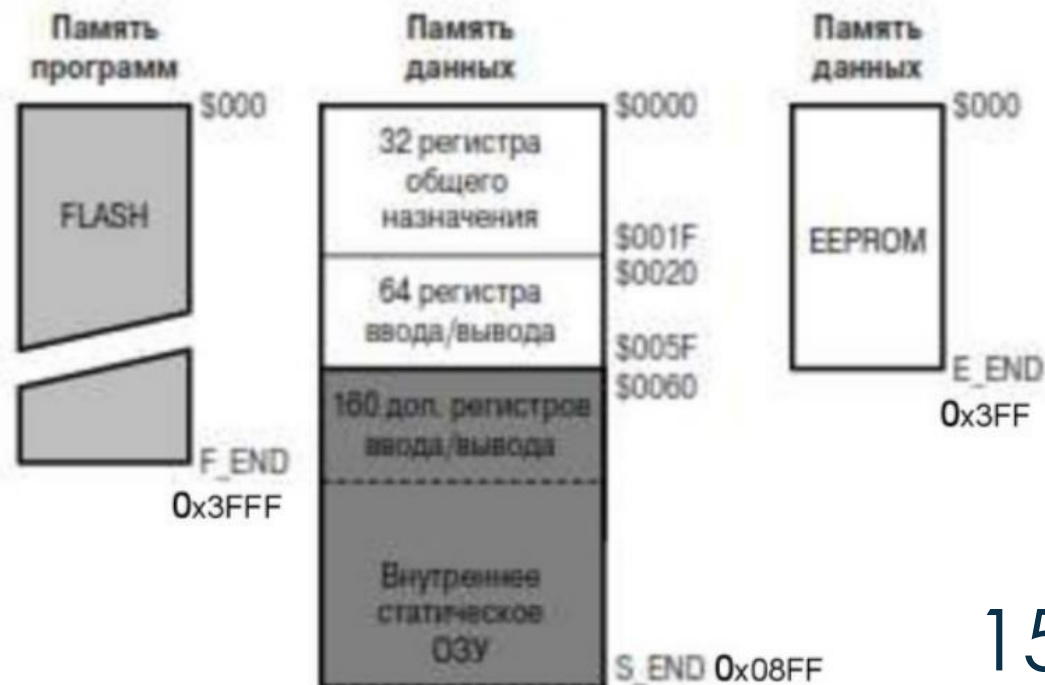 Память
программ
$000
FLASH
F_END
0x3FFF
Память
данных
$0000
32 регистра
общего
назначения
$001F
$0020
64 регистра
ввода/вывода
$005F
$0060
160 доп. регистров
ввода/вывода
Внутреннее
статическое
ОЗУ
S_END 0x08FF
Память
данных
$000
EEPROM
E_END
0x3FF
15